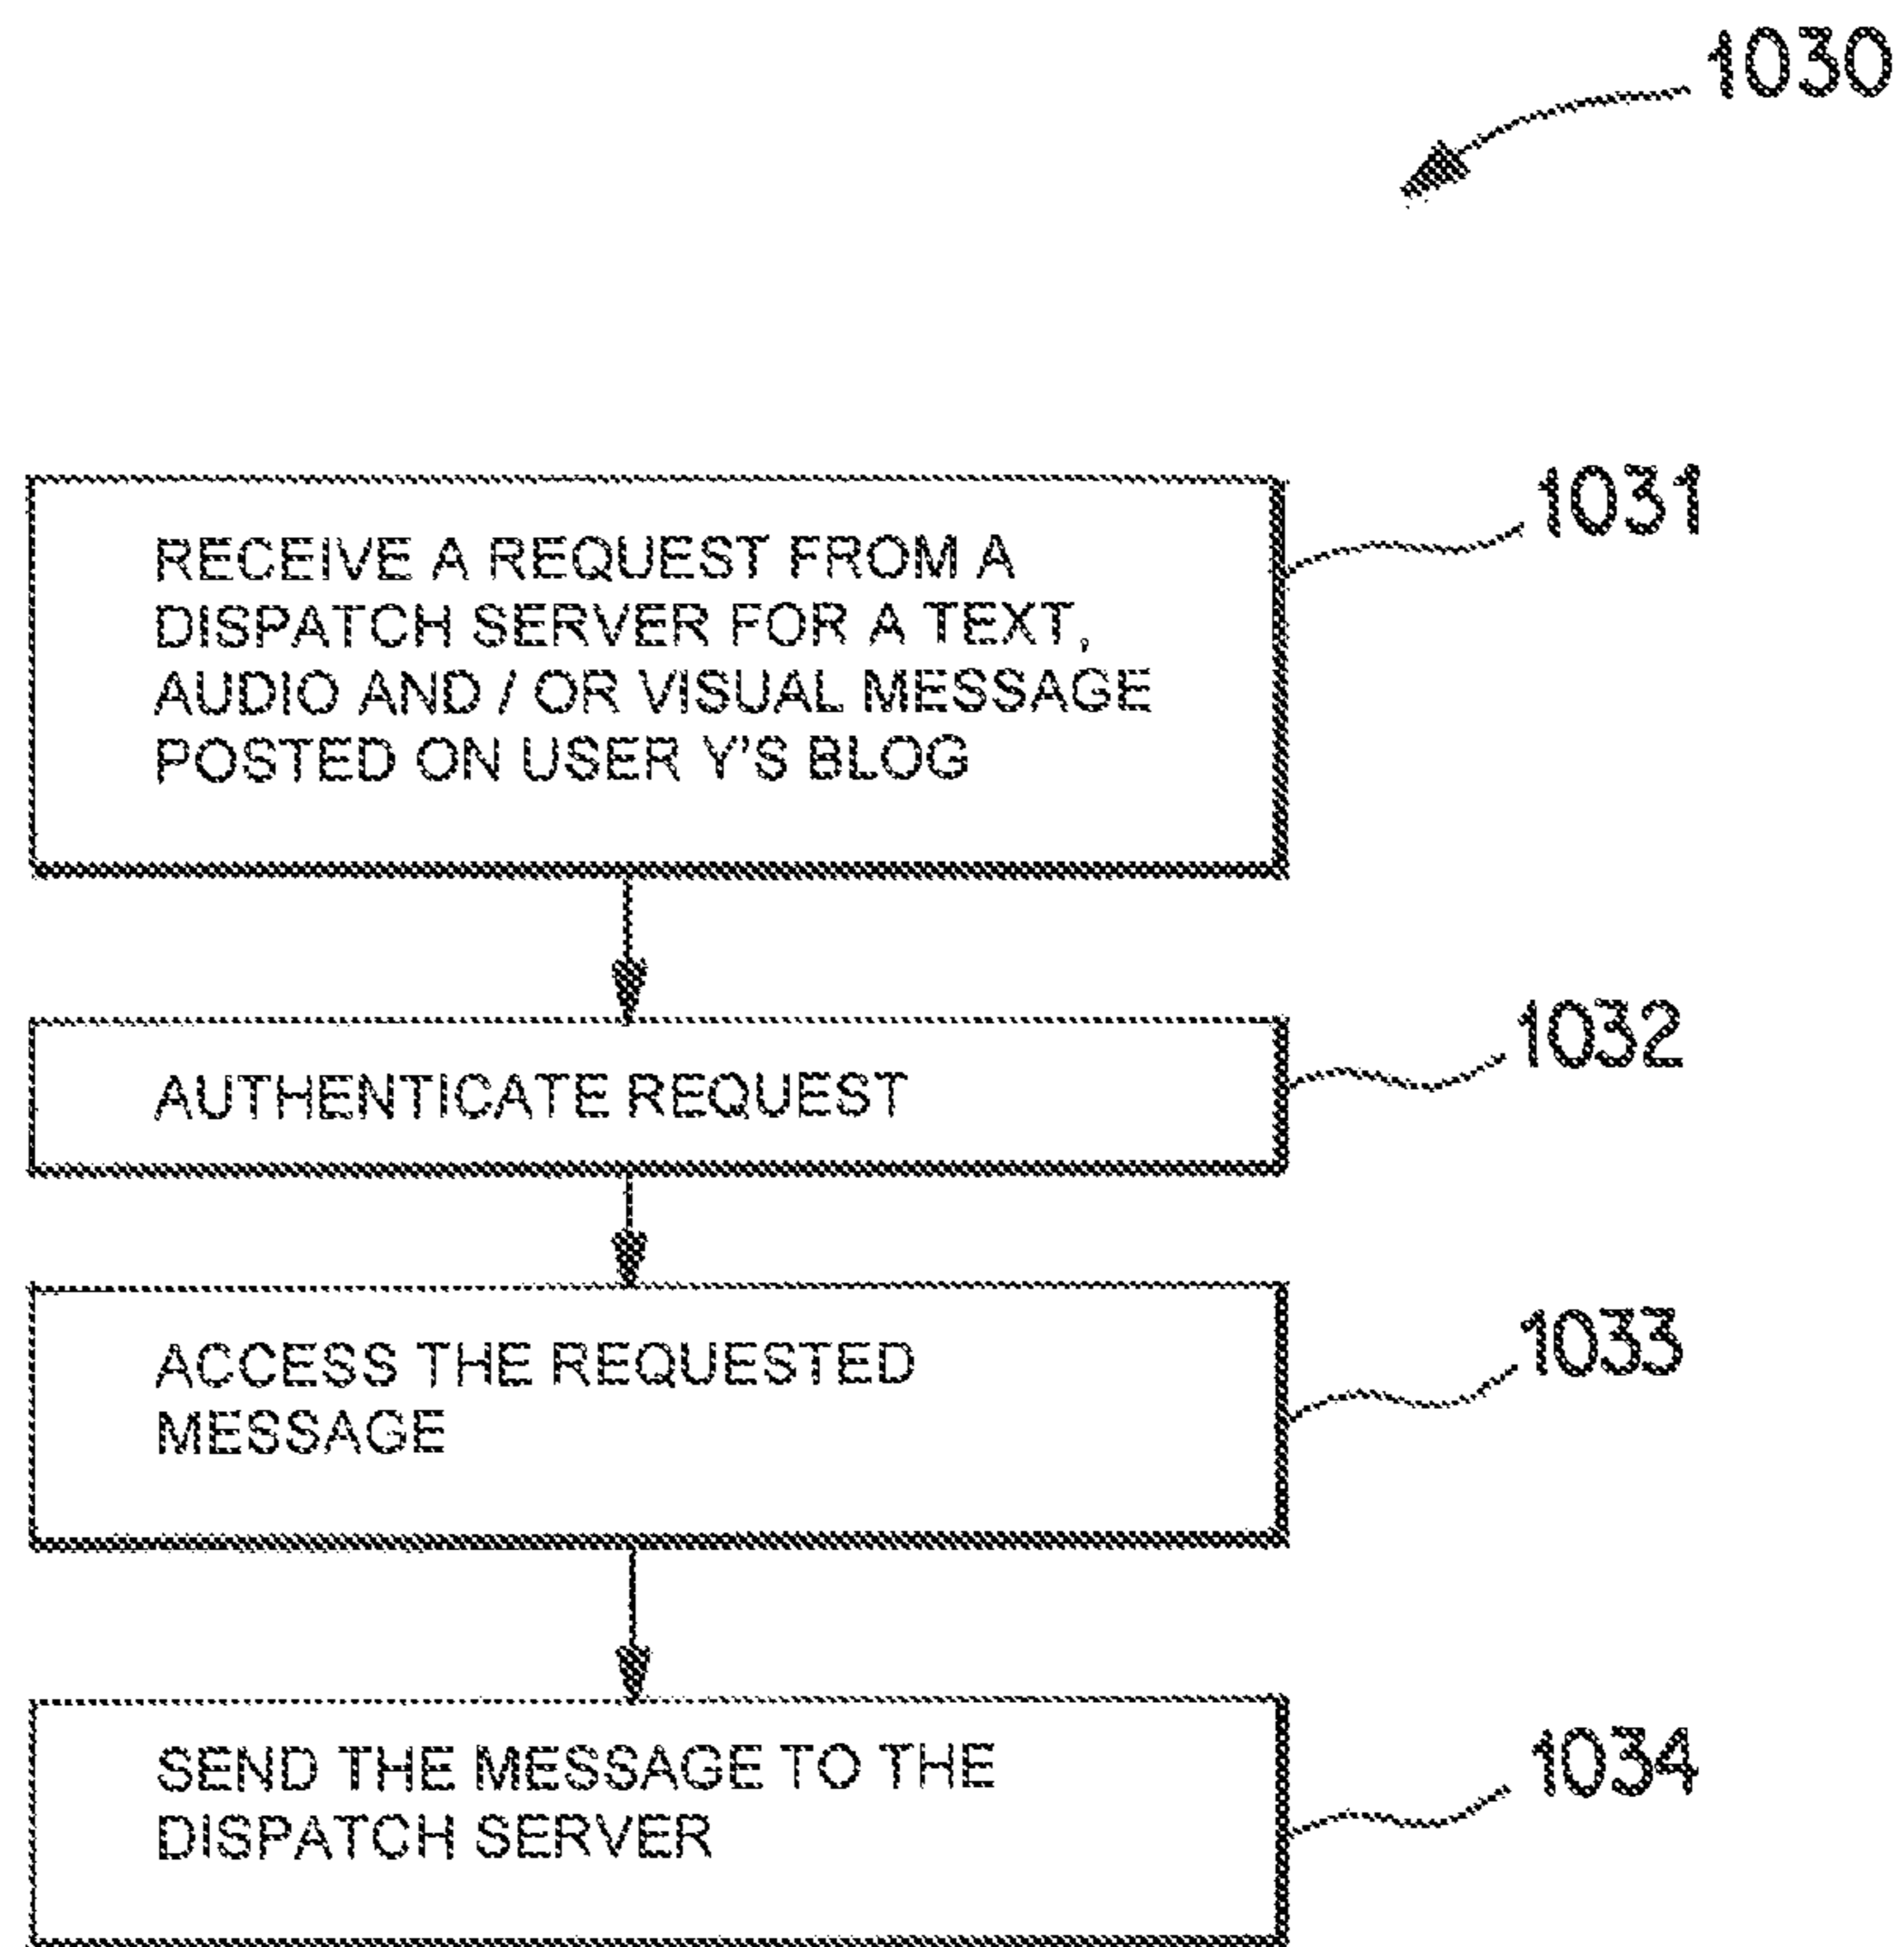 1030
1031
RECEIVE A REQUEST FROM A
DISPATCH SERVER FOR A TEXT,
AUDIO AND / OR VISUAL MESSAGE
POSTED ON USER Y'S BLOG
1032
AUTHENTICATE REQUEST
1033
ACCESS THE REQUESTED
MESSAGE
1034
SEND THE MESSAGE TO THE
DISPATCH SERVER